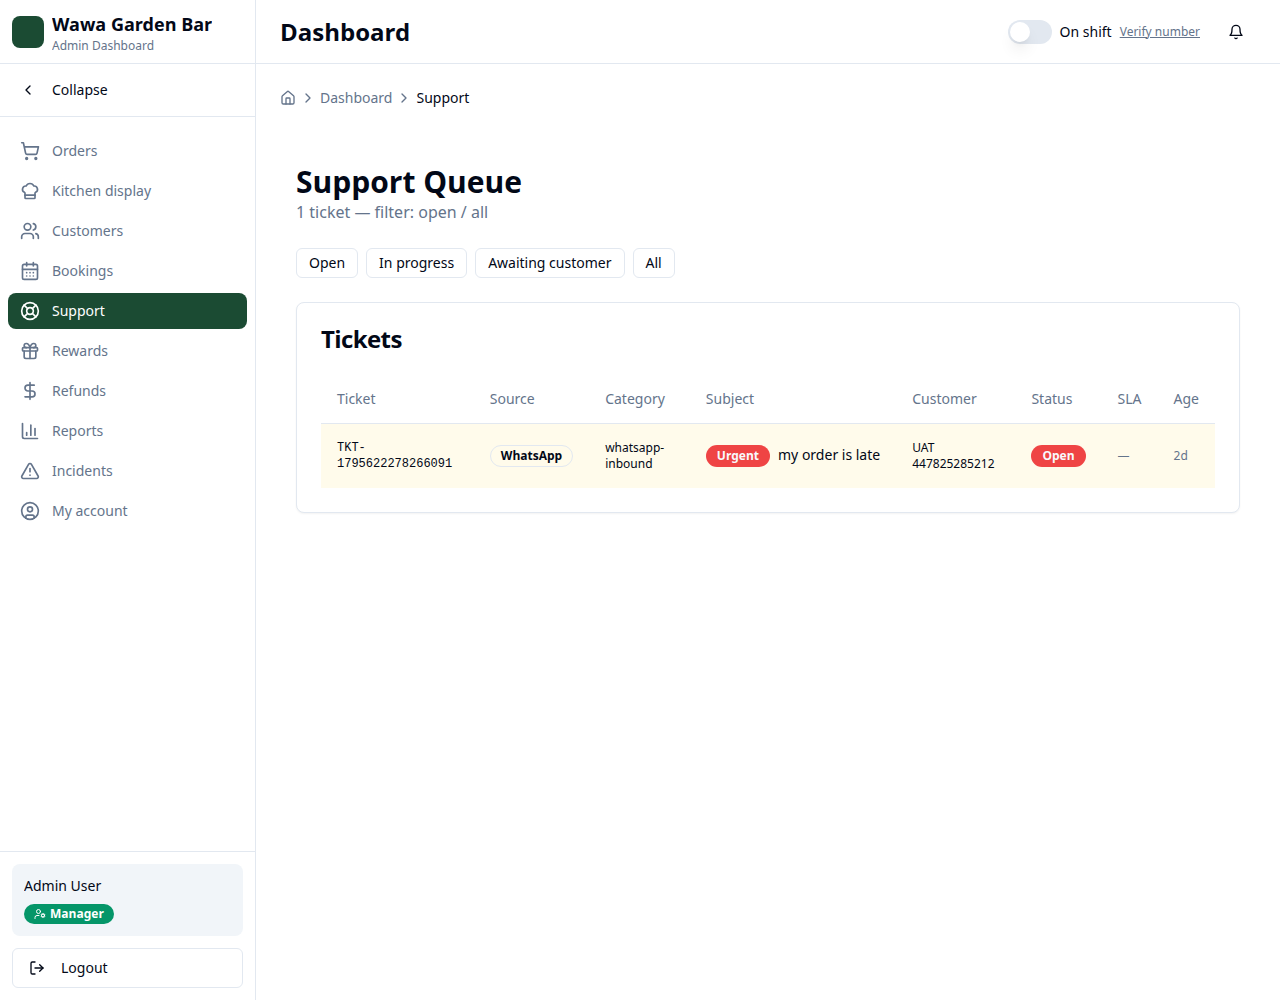 Wawa Garden Bar
Admin Dashboard
Dashboard
On shift
Verify number
Collapse
Dashboard
Support
Orders
Kitchen display
Customers
Bookings
Support
Rewards
Refunds
Reports
Incidents
My account
Support Queue
1 ticket — filter: open / all
Open
In progress
Awaiting customer
All
Tickets
Ticket Source Category Subject Customer Status SLA Age
TKT-
1795622278266091
WhatsApp
whatsapp-
inbound
Urgent my order is late
UAT
447825285212
Open
—
2d
Admin User
Manager
Logout